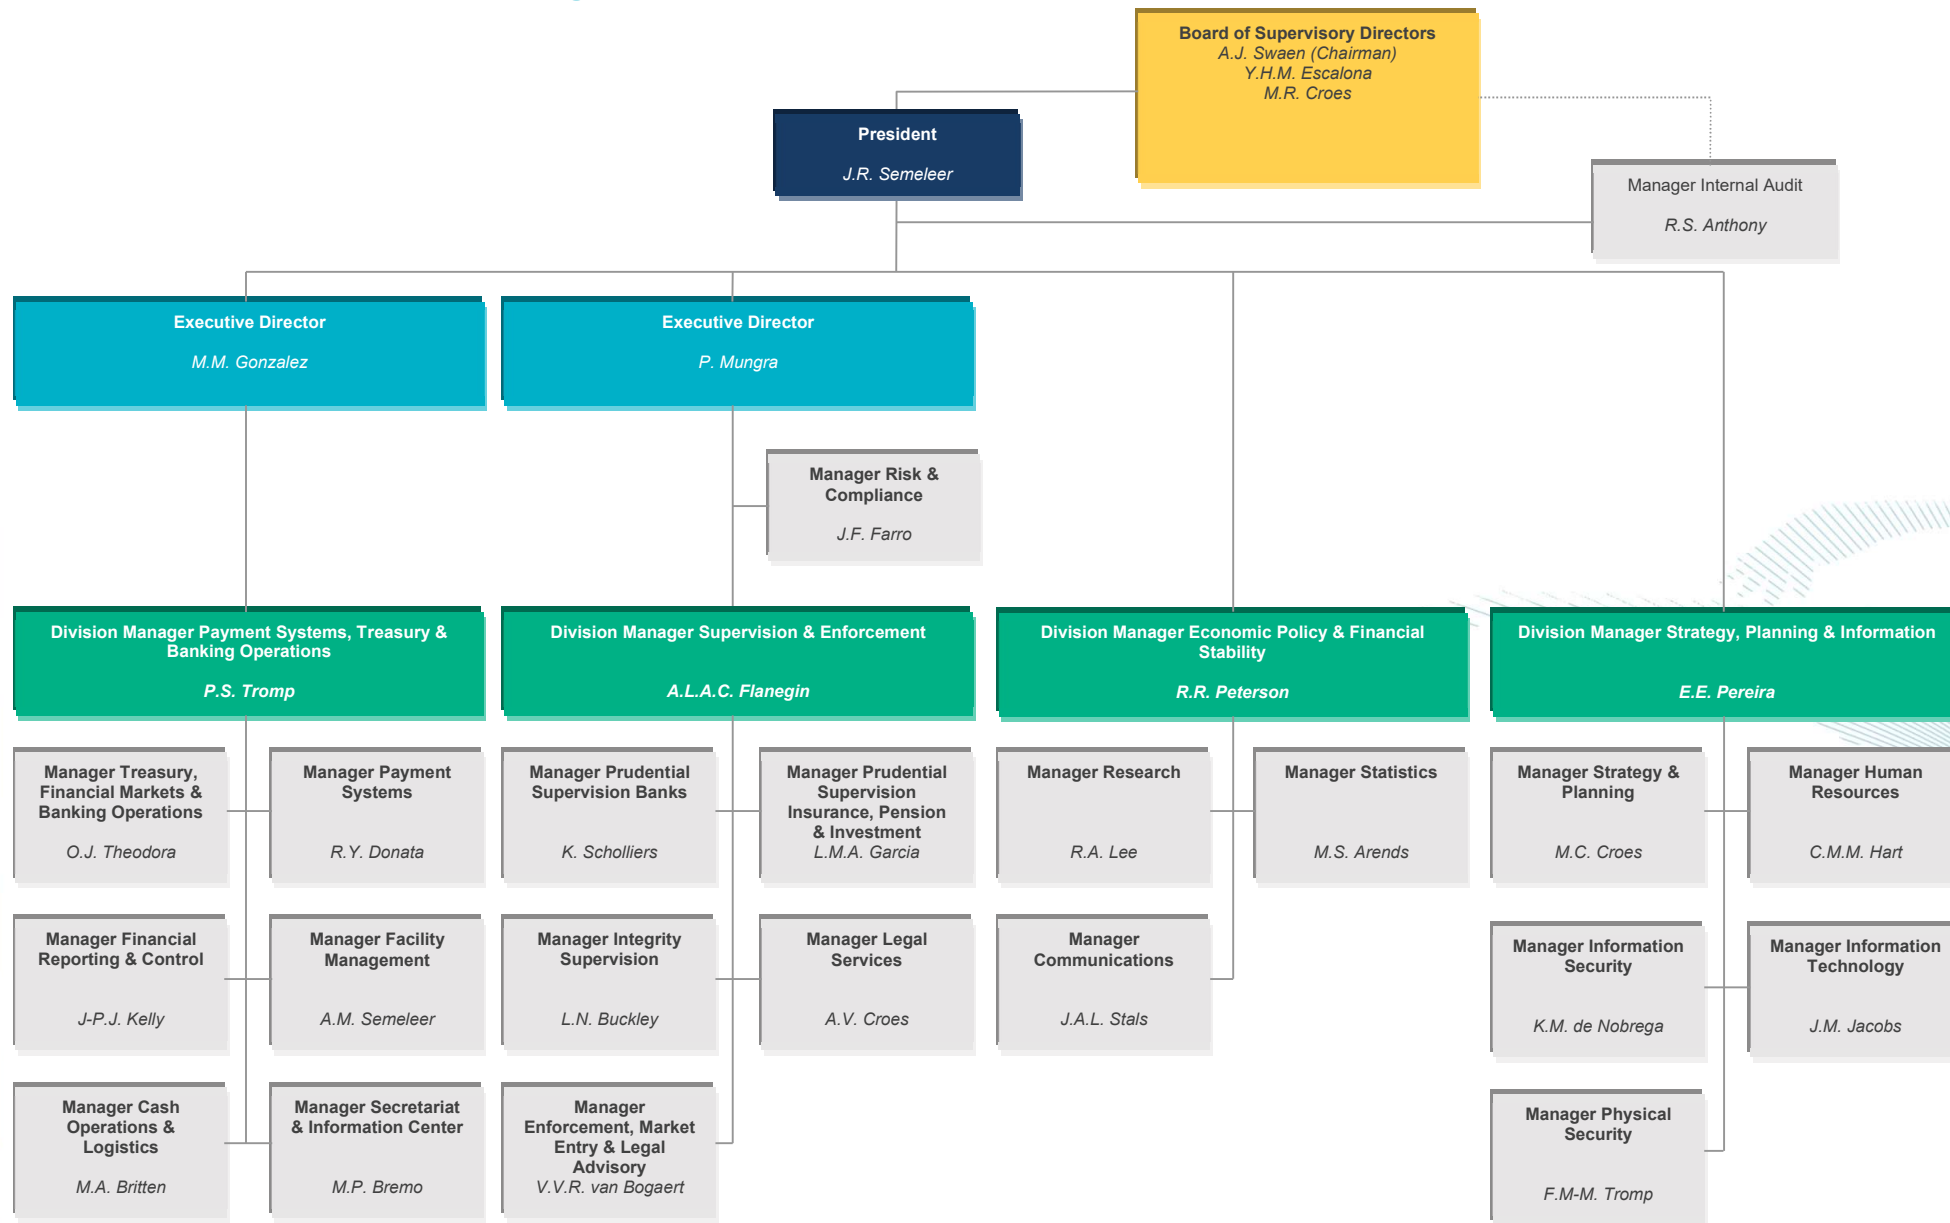 Board of Supervisory Directors
A.J. Swaen (Chairman)
Y.H.M. Escalona
M.R. Croes
President
J.R. Semeleer
Manager Internal Audit
R.S. Anthony
Executive Director
M.M. Gonzalez
Executive Director
P. Mungra
Manager Risk &
Compliance
J.F. Farro
Division Manager Payment Systems, Treasury &
Banking Operations
P.S. Tromp
Division Manager Supervision & Enforcement
A.L.A.C. Flanegin
Division Manager Economic Policy & Financial
Stability
R.R. Peterson
Division Manager Strategy, Planning & Information
E.E. Pereira
Manager Treasury,
Financial Markets &
Banking Operations
O.J. Theodora
Manager Payment
Systems
R.Y. Donata
Manager Prudential
Supervision Banks
K. Scholliers
Manager Prudential
Supervision
Insurance, Pension
& Investment
L.M.A. Garcia
Manager Research
R.A. Lee
Manager Statistics
M.S. Arends
Manager Strategy &
Planning
M.C. Croes
Manager Human
Resources
C.M.M. Hart
Manager Financial
Reporting & Control
J-P.J. Kelly
Manager Facility
Management
A.M. Semeleer
Manager Integrity
Supervision
L.N. Buckley
Manager Legal
Services
A.V. Croes
Manager
Communications
J.A.L. Stals
Manager Information
Security
K.M. de Nobrega
Manager Information
Technology
J.M. Jacobs
Manager Cash
Operations &
Logistics
M.A. Britten
Manager Secretariat
& Information Center
M.P. Bremo
Manager
Enforcement, Market
Entry & Legal
Advisory
V.V.R. van Bogaert
Manager Physical
Security
F.M-M. Tromp